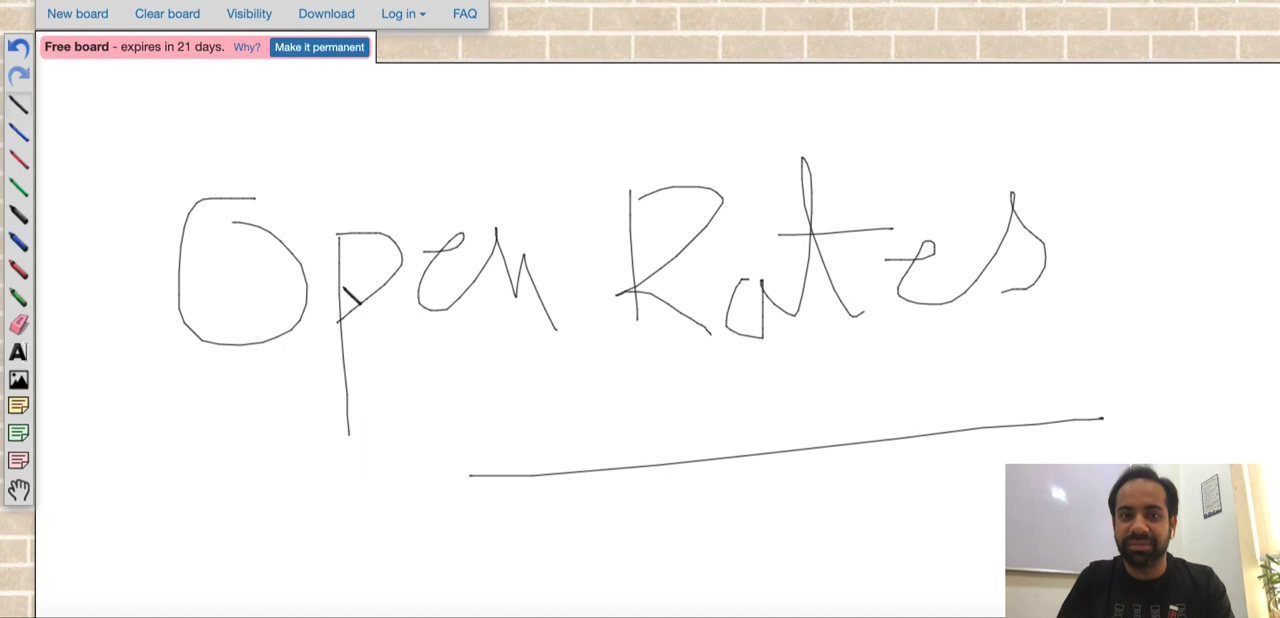 New board Clear board Visibility Download Log in FAQ
Free board - expires in 21 days. Why? Make it permanent
A
Open Rates